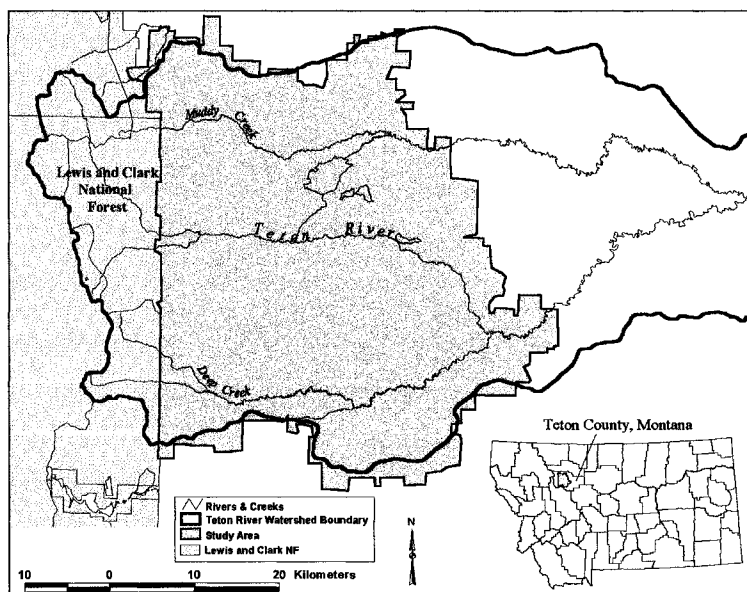 Muddy Creek
Lewis and Clark
National
Forest
Teton River
Deep Creek
Teton County, Montana
Rivers & Creeks
Teton River Watershed Boundary
Study Area
Lewis and Clark NF
N
10 0 10 20 Kilometers